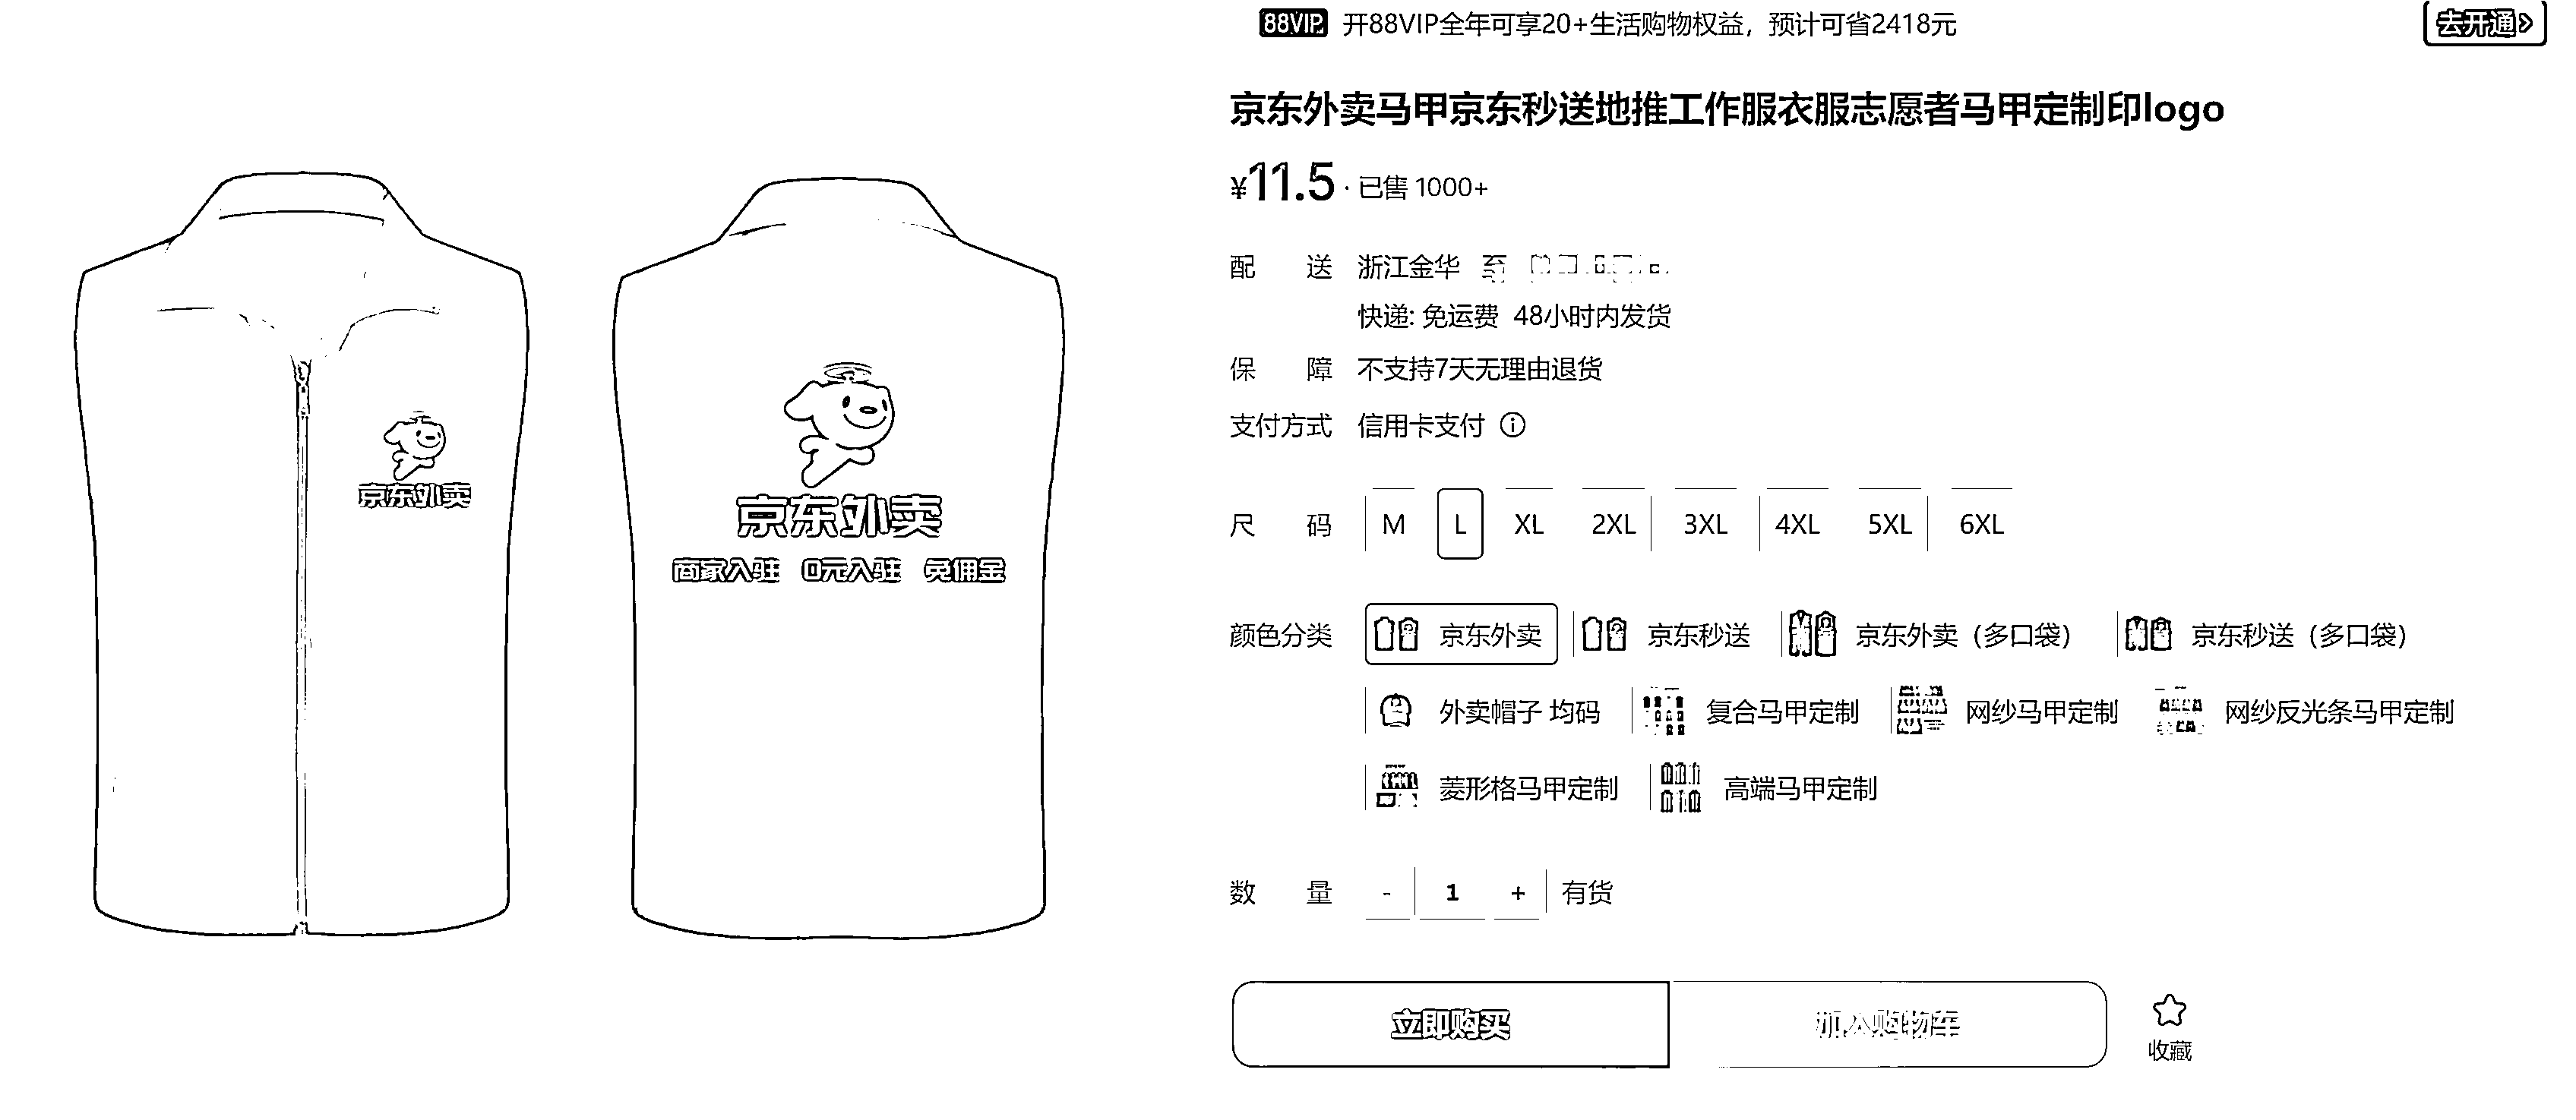 88VIP 开88VIP全年可享20+生活购物权益，预计可省2418元 去开通
京东外卖马甲京东秒送地推工作服衣服志愿者马甲定制印logo
¥11.5 · 已售 1000+
配送 浙江金华 至
快递: 免运费 48小时内发货
保障 不支持7天无理由退货
支付方式 信用卡支付
尺码 M L XL 2XL 3XL 4XL 5XL 6XL
颜色分类 京东外卖 京东秒送 京东外卖（多口袋） 京东秒送（多口袋）
外卖帽子 均码 复合马甲定制 网纱马甲定制 网纱反光条马甲定制
菱形格马甲定制 高端马甲定制
数量 - 1 + 有货
立即购买 加入购物车 收藏
京东外卖
京东外卖
商家入驻 0元入驻 免佣金